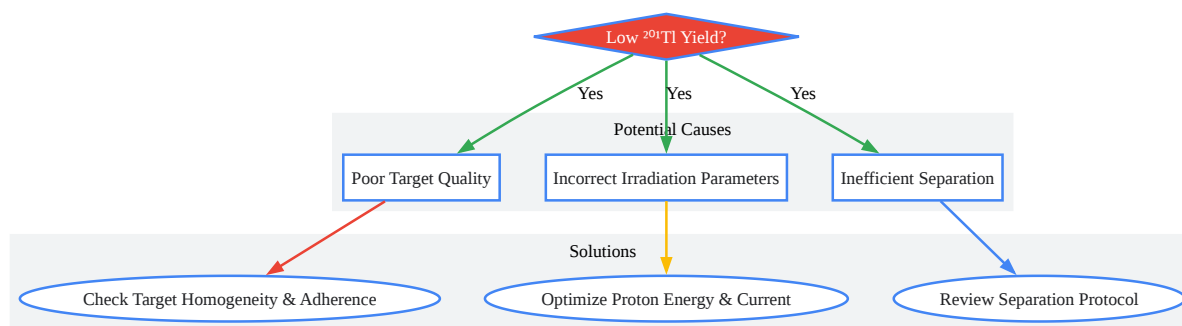 Low ²⁰¹Tl Yield?
Yes
Yes
Yes
Potential Causes
Poor Target Quality
Incorrect Irradiation Parameters
Inefficient Separation
Solutions
Check Target Homogeneity & Adherence
Optimize Proton Energy & Current
Review Separation Protocol